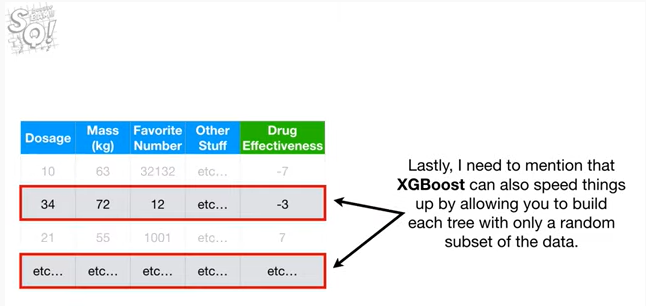 SQ!
Dosage
Mass (kg)
Favorite Number
Other Stuff
Drug Effectiveness
10 63 32132 etc... -7
34 72 12 etc... -3
21 55 1001 etc... 7
etc... etc... etc... etc... etc...
Lastly, I need to mention that
XGBoost can also speed things
up by allowing you to build
each tree with only a random
subset of the data.